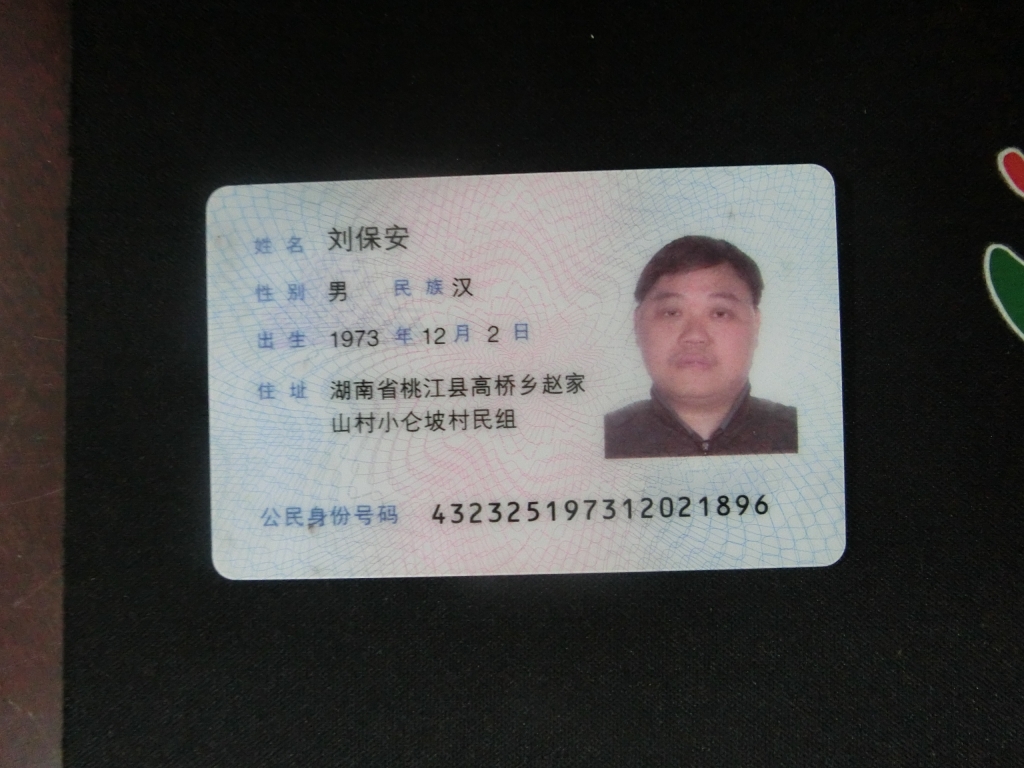 姓名 刘保安
性别 男 民族 汉
出生 1973 年 12 月 2 日
住址 湖南省桃江县高桥乡赵家
山村小仑坡村民组
公民身份号码 432325197312021896